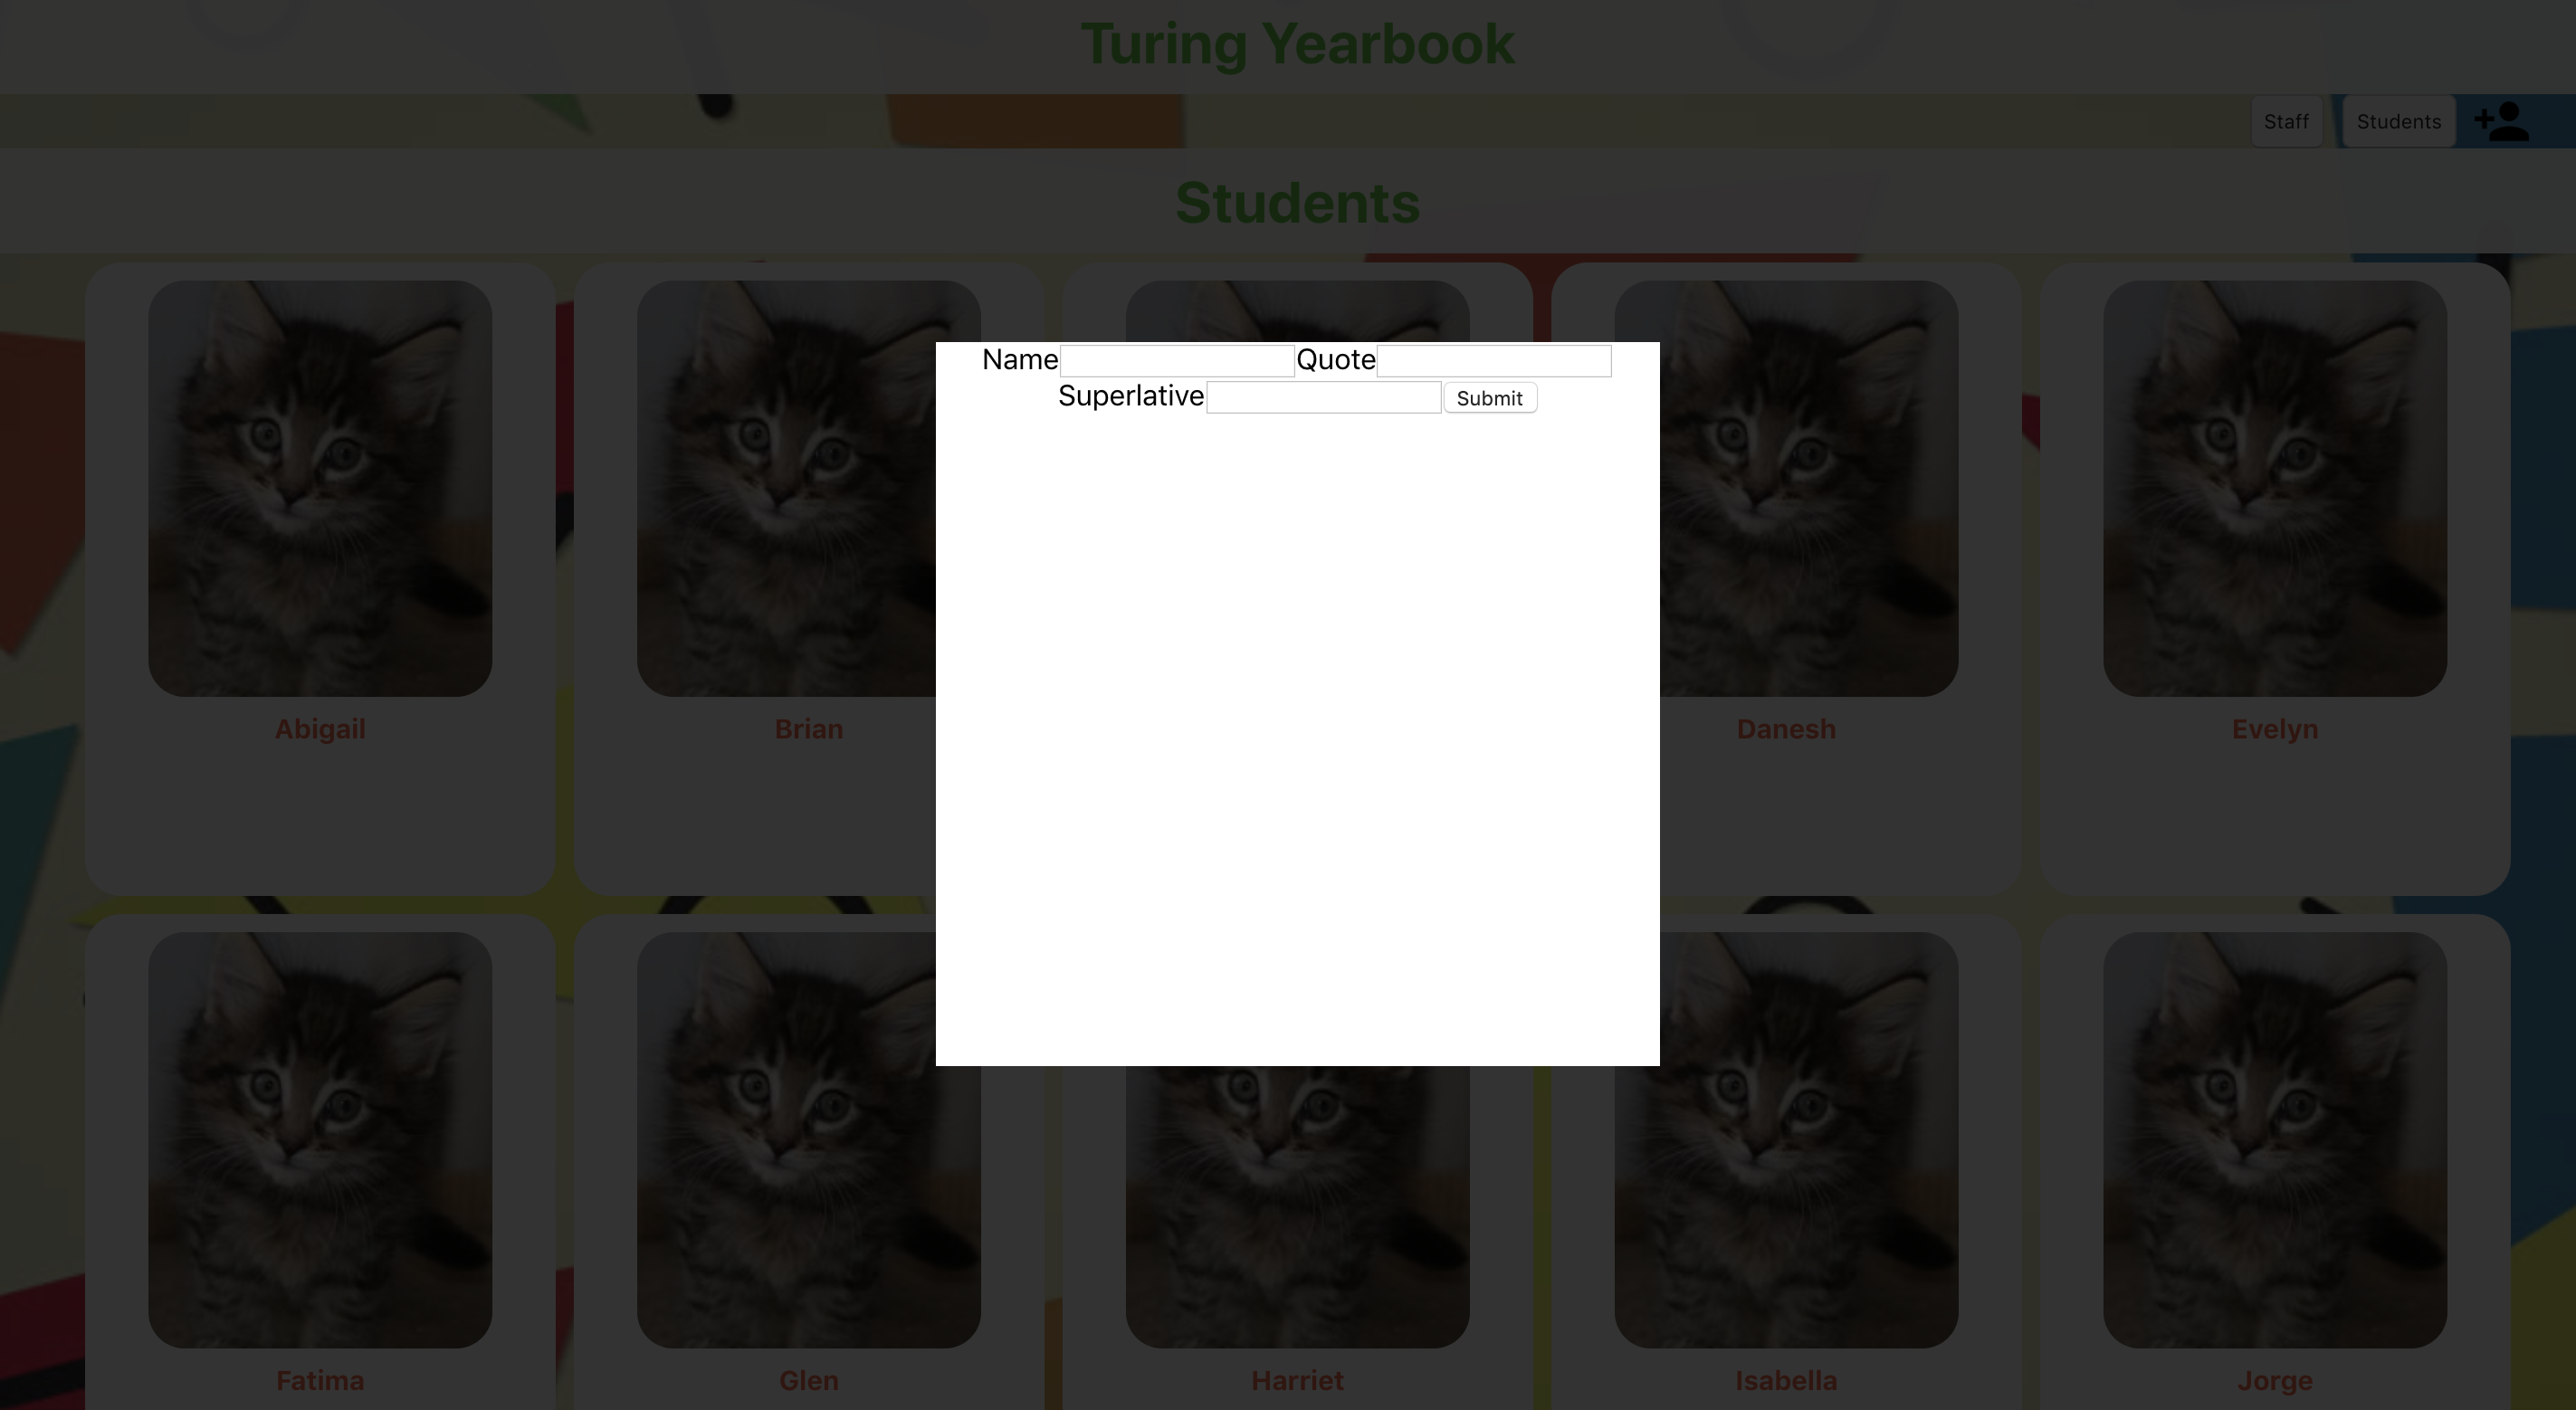 Turing Yearbook
Staff Students
Students
Name Quote
Superlative Submit
Abigail Brian Danesh Evelyn
Fatima Glen Harriet Isabella Jorge